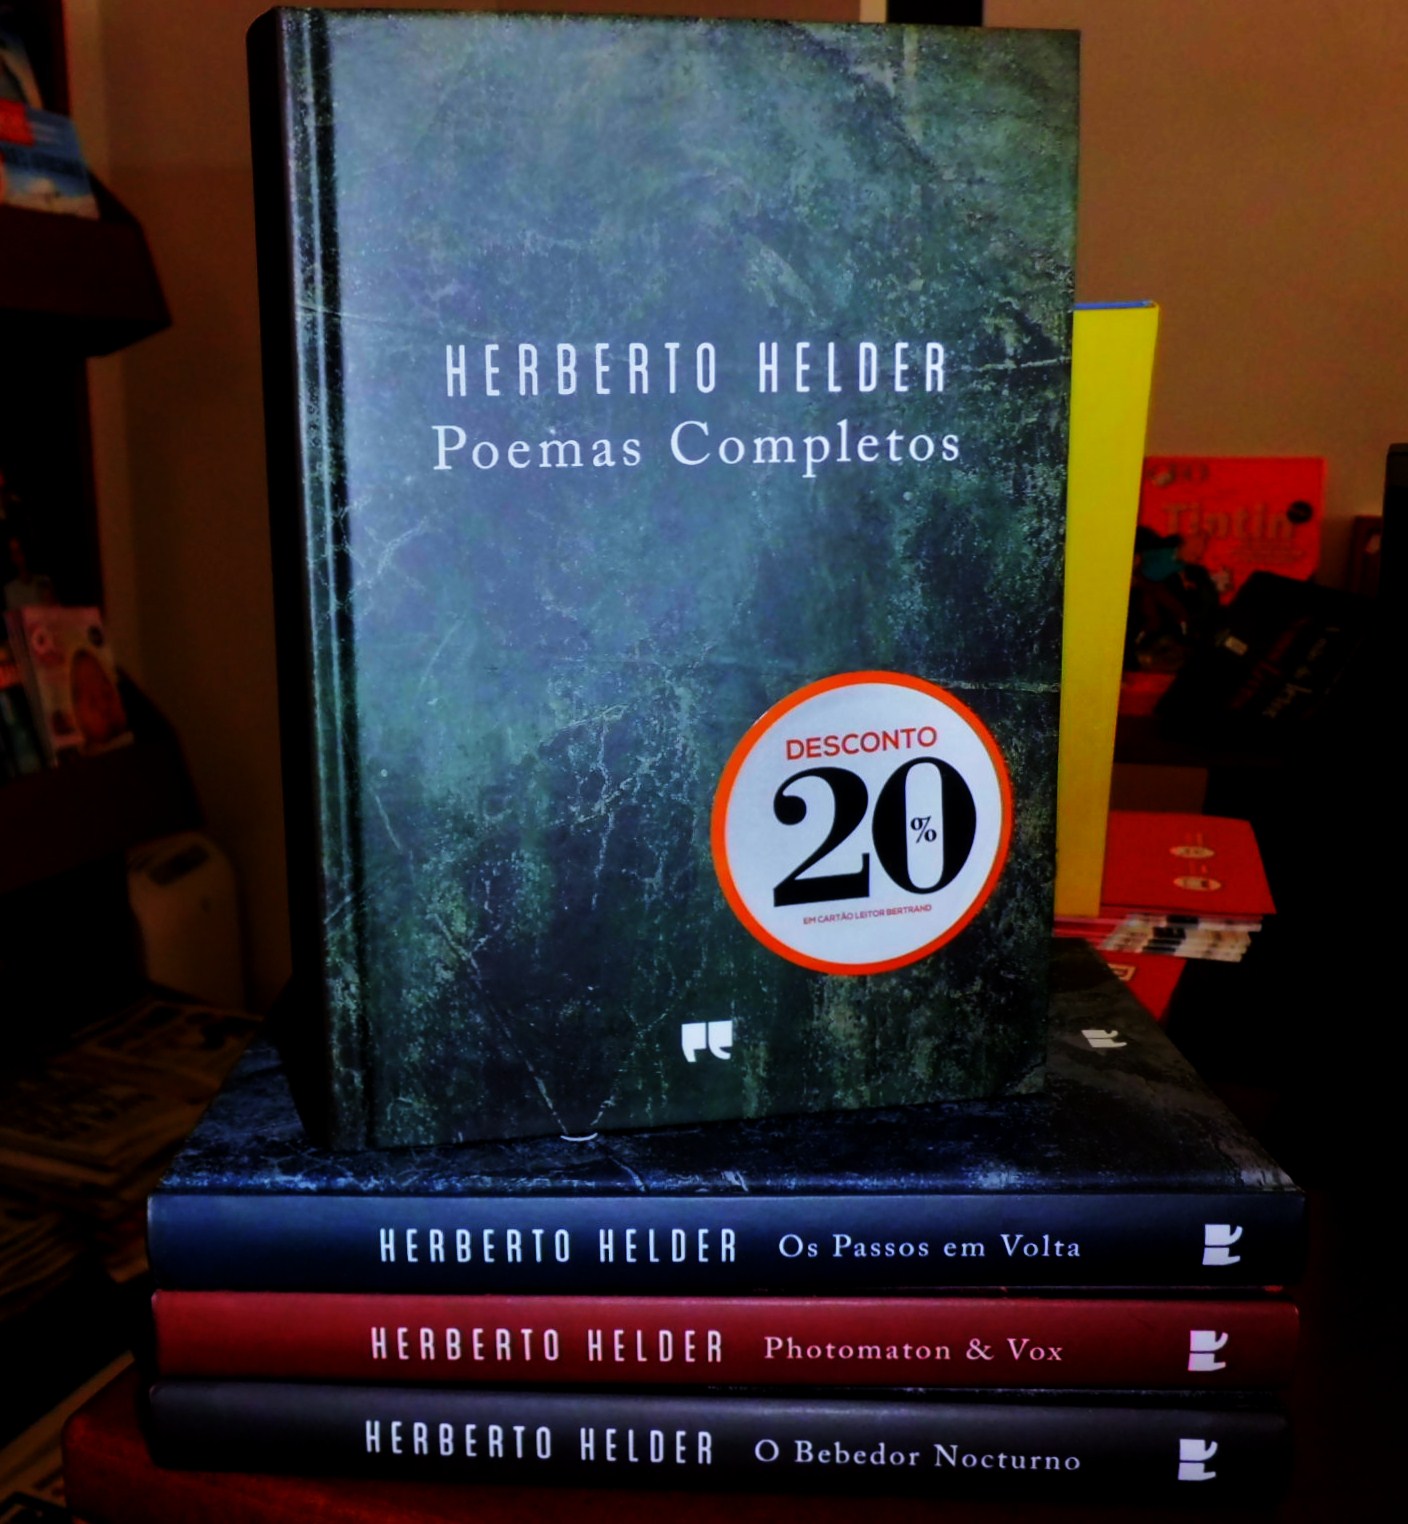 HERBERTO HELDER
Poemas Completos
DESCONTO
20%
EM CARTÃO LEITOR BERTRAND
Tintin
HERBERTO HELDER Os Passos em Volta
HERBERTO HELDER Photomaton & Vox
HERBERTO HELDER O Bebedor Nocturno